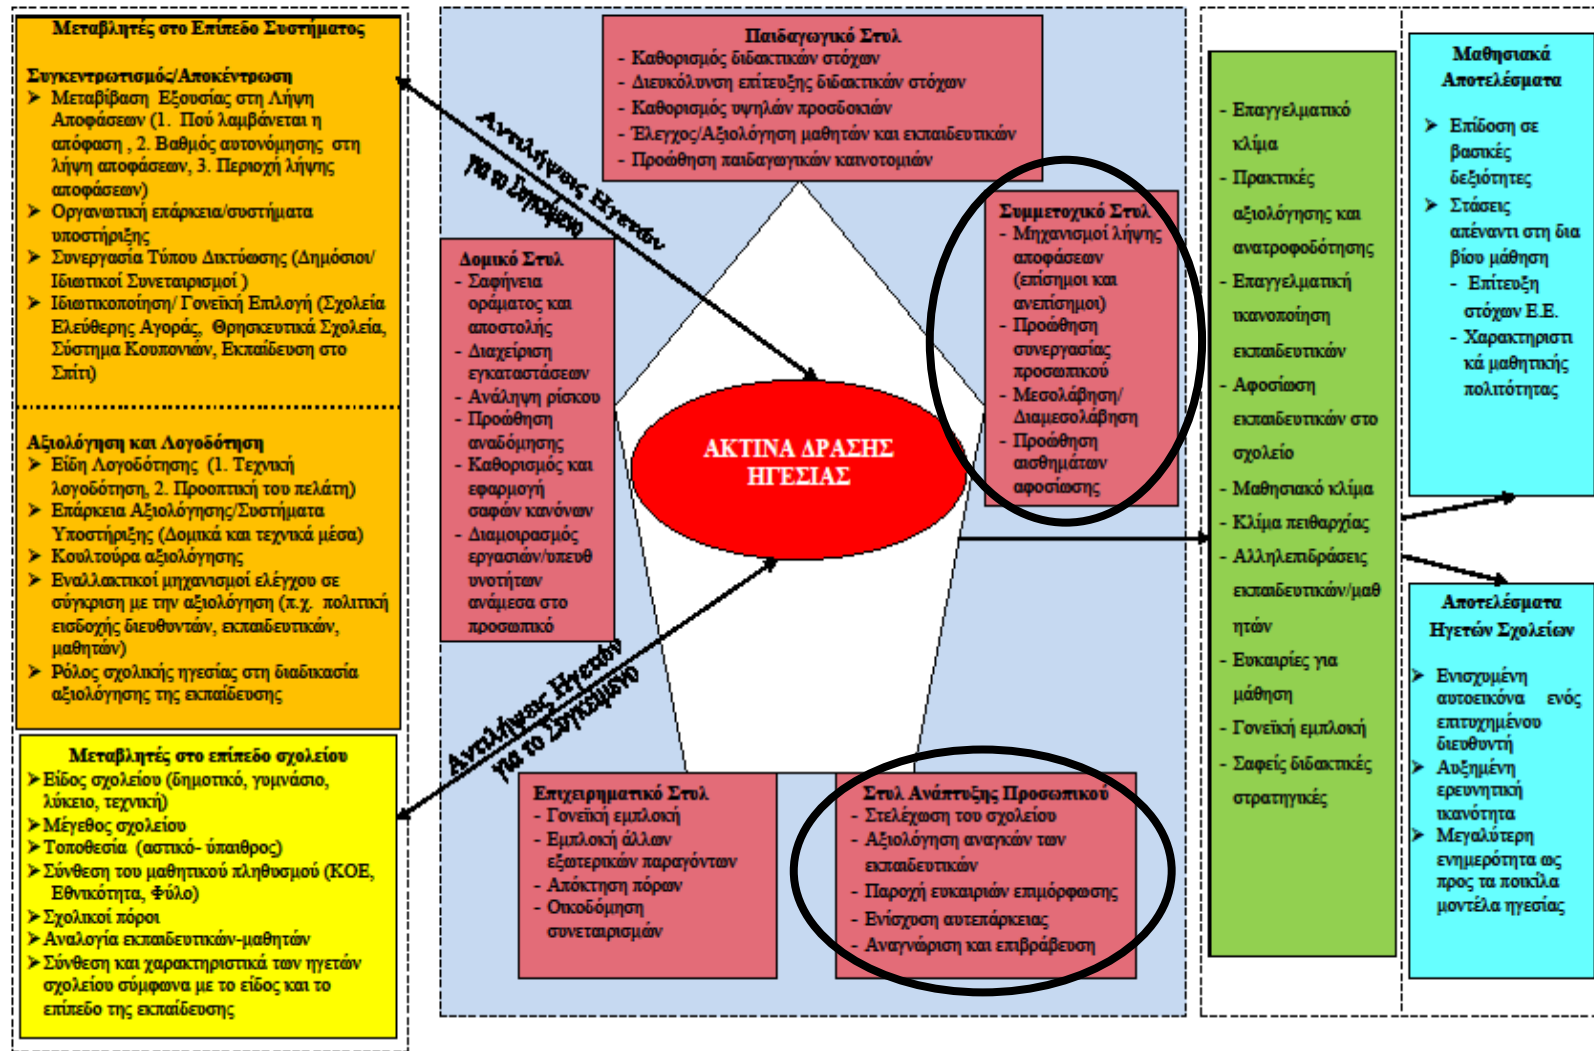 Μεταβλητές στο Επίπεδο Συστήματος
Συγκεντρωτισμός/Αποκέντρωση
➢ Μεταβίβαση Εξουσίας στη Λήψη
Αποφάσεων (1. Πού λαμβάνεται η
απόφαση , 2. Βαθμός αυτονόμησης στη
λήψη αποφάσεων, 3. Περιοχή λήψης
αποφάσεων)
➢ Οργανωτική επάρκεια/συστήματα
υποστήριξης
➢ Συνεργασία Τύπου Δικτύωσης (Δημόσιοι/
Ιδιωτικοί Συνεταιρισμοί )
➢ Ιδιωτικοποίηση/ Γονεϊκή Επιλογή (Σχολεία
Ελεύθερης Αγοράς, Θρησκευτικά Σχολεία,
Σύστημα Κουπονιών, Εκπαίδευση στο
Σπίτι)
Αξιολόγηση και Λογοδότηση
➢ Είδη Λογοδότησης (1. Τεχνική
λογοδότηση, 2. Προοπτική του πελάτη)
➢ Επάρκεια Αξιολόγησης/Συστήματα
Υποστήριξης (Δομικά και τεχνικά μέσα)
➢ Κουλτούρα αξιολόγησης
➢ Εναλλακτικοί μηχανισμοί ελέγχου σε
σύγκριση με την αξιολόγηση (π.χ. πολιτική
εισδοχής διευθυντών, εκπαιδευτικών,
μαθητών)
➢ Ρόλος σχολικής ηγεσίας στη διαδικασία
αξιολόγησης της εκπαίδευσης
Μεταβλητές στο επίπεδο σχολείου
➢ Είδος σχολείου (δημοτικό, γυμνάσιο,
λύκειο, τεχνική)
➢ Μέγεθος σχολείου
➢ Τοποθεσία (αστικό- ύπαιθρος)
➢ Σύνθεση του μαθητικού πληθυσμού (ΚΟΕ,
Εθνικότητα, Φύλο)
➢ Σχολικοί πόροι
➢ Αναλογία εκπαιδευτικών-μαθητών
➢ Σύνθεση και χαρακτηριστικά των ηγετών
σχολείου σύμφωνα με το είδος και το
επίπεδο της εκπαίδευσης
Αντιλήψεις Ηγετών
για το Συγκείμενο
Αντιλήψεις Ηγετών
για το Συγκείμενο
Παιδαγωγικό Στυλ
- Καθορισμός διδακτικών στόχων
- Διευκόλυνση επίτευξης διδακτικών στόχων
- Καθορισμός υψηλών προσδοκιών
- Έλεγχος/Αξιολόγηση μαθητών και εκπαιδευτικών
- Προώθηση παιδαγωγικών καινοτομιών
Δομικό Στυλ
- Σαφήνεια
οράματος και
αποστολής
- Διαχείριση
εγκαταστάσεων
- Ανάληψη ρίσκου
- Προώθηση
αναδόμησης
- Καθορισμός και
εφαρμογή
σαφών κανόνων
- Διαμοιρασμός
εργασιών/υπευθ
υνοτήτων
ανάμεσα στο
προσωπικό
ΑΚΤΙΝΑ ΔΡΑΣΗΣ
ΗΓΕΣΙΑΣ
Συμμετοχικό Στυλ
- Μηχανισμοί λήψης
αποφάσεων
(επίσημοι και
ανεπίσημοι)
- Προώθηση
συνεργασίας
προσωπικού
- Μεσολάβηση/
Διαμεσολάβηση
- Προώθηση
αισθημάτων
αφοσίωσης
Επιχειρηματικό Στυλ
- Γονεϊκή εμπλοκή
- Εμπλοκή άλλων
εξωτερικών παραγόντων
- Απόκτηση πόρων
- Οικοδόμηση
συνεταιρισμών
Στυλ Ανάπτυξης Προσωπικού
- Στελέχωση του σχολείου
- Αξιολόγηση αναγκών των
εκπαιδευτικών
- Παροχή ευκαιριών επιμόρφωσης
- Ενίσχυση αυτεπάρκειας
- Αναγνώριση και επιβράβευση
- Επαγγελματικό
κλίμα
- Πρακτικές
αξιολόγησης και
ανατροφοδότησης
- Επαγγελματική
ικανοποίηση
εκπαιδευτικών
- Αφοσίωση
εκπαιδευτικών στο
σχολείο
- Μαθησιακό κλίμα
- Κλίμα πειθαρχίας
- Αλληλεπιδράσεις
εκπαιδευτικών/μαθ
ητών
- Ευκαιρίες για
μάθηση
- Γονεϊκή εμπλοκή
- Σαφείς διδακτικές
στρατηγικές
Μαθησιακά
Αποτελέσματα
➢ Επίδοση σε
βασικές
δεξιότητες
➢ Στάσεις
απέναντι στη δια
βίου μάθηση
- Επίτευξη
στόχων Ε.Ε.
- Χαρακτηριστι
κά μαθητικής
πολιτότητας
Αποτελέσματα
Ηγετών Σχολείων
➢ Ενισχυμένη
αυτοεικόνα ενός
επιτυχημένου
διευθυντή
➢ Αυξημένη
ερευνητική
ικανότητα
➢ Μεγαλύτερη
ενημερότητα ως
προς τα ποικίλα
μοντέλα ηγεσίας